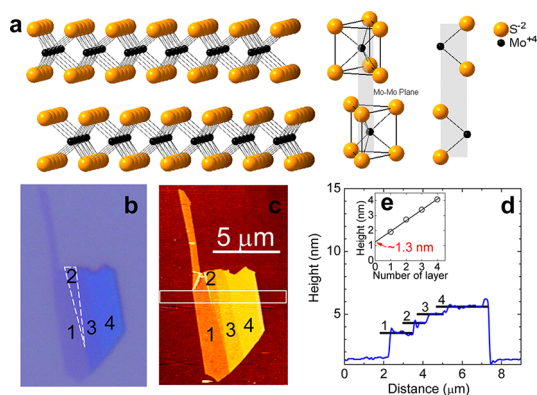 a
S-2
Mo+4
Mo-Mo Plane
b
2
1
3
4
c
5 μm
2
1
3
4
d
e
Height (nm)
4
3
2
1
0
~1.3 nm
0 1 2 3 4
Number of layer
Height (nm)
15
10
5
0
1
2
3
4
0 2 4 6 8
Distance (μm)